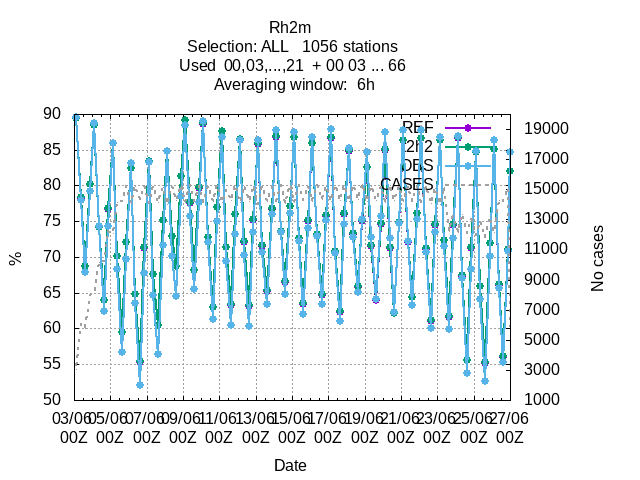 Rh2m
Selection: ALL   1056 stations
Used  00,03,...,21  + 00 03 ... 66
Averaging window:  6h
REF
OBS
CASES
90
85
80
75
70
65
60
55
50
%
19000
17000
15000
13000
11000
9000
7000
5000
3000
1000
No cases
03/06 05/06 07/06 09/06 11/06 13/06 15/06 17/06 19/06 21/06 23/06 25/06 27/06
00Z 00Z 00Z 00Z 00Z 00Z 00Z 00Z 00Z 00Z 00Z 00Z 00Z
Date